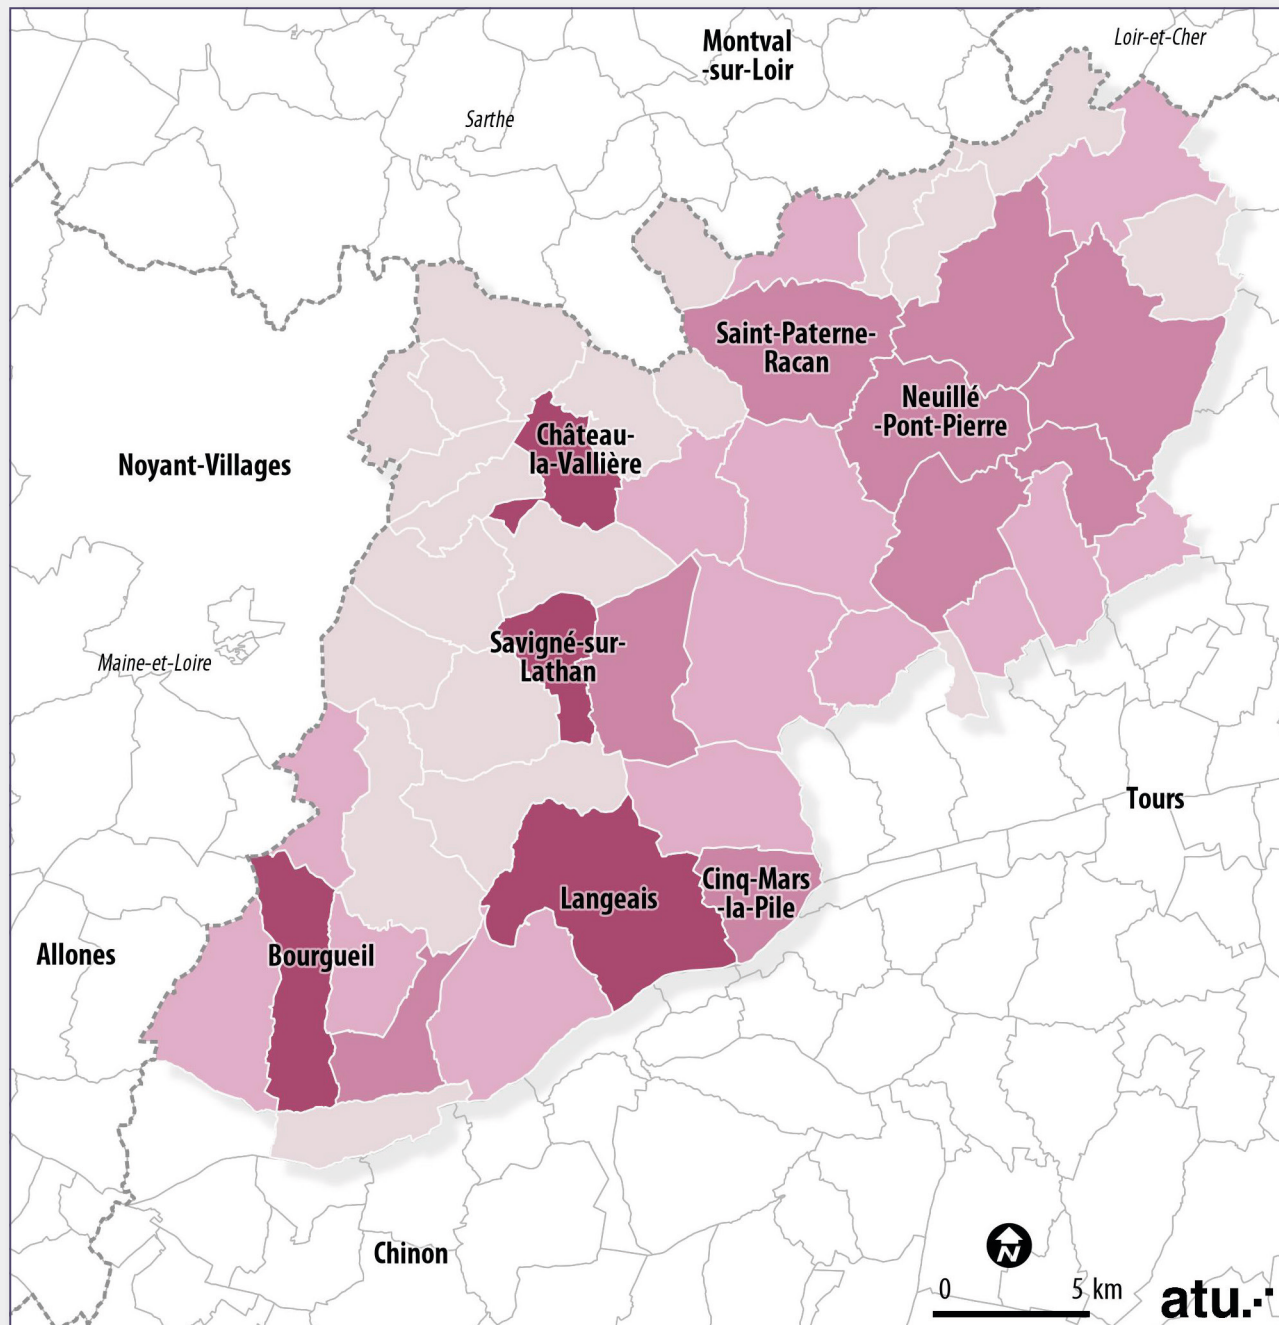 Loir-et-Cher
Montval
-sur-Loir
Sarthe
Saint-Paterne-
Racan
Neuillé
-Pont-Pierre
Château-
la-Vallière
Noyant-Villages
Savigné-sur-
Lathan
Maine-et-Loire
Tours
Cinq-Mars
-la-Pile
Langeais
Allones
Bourgueil
Chinon
N
0 5 km
atu.